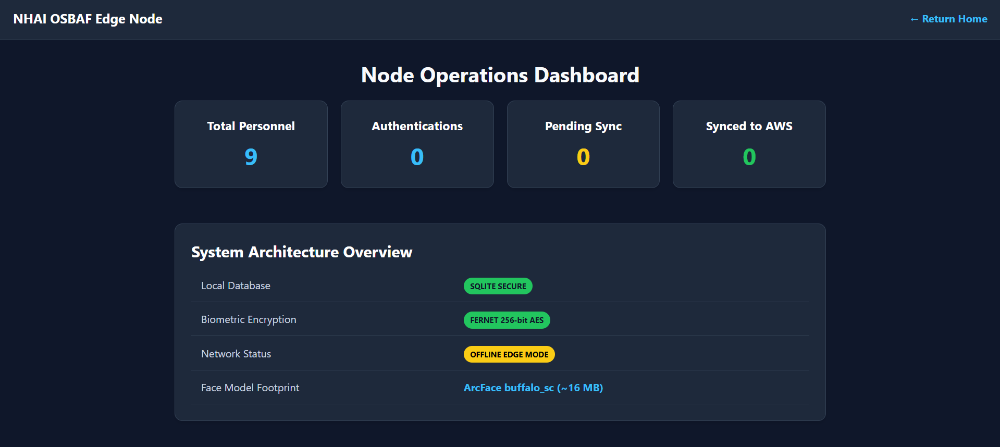 NHAI OSBAF Edge Node
← Return Home
Node Operations Dashboard
Total Personnel
9
Authentications
0
Pending Sync
0
Synced to AWS
0
System Architecture Overview
Local Database
SQLITE SECURE
Biometric Encryption
FERNET 256-bit AES
Network Status
OFFLINE EDGE MODE
Face Model Footprint
ArcFace buffalo_sc (~16 MB)